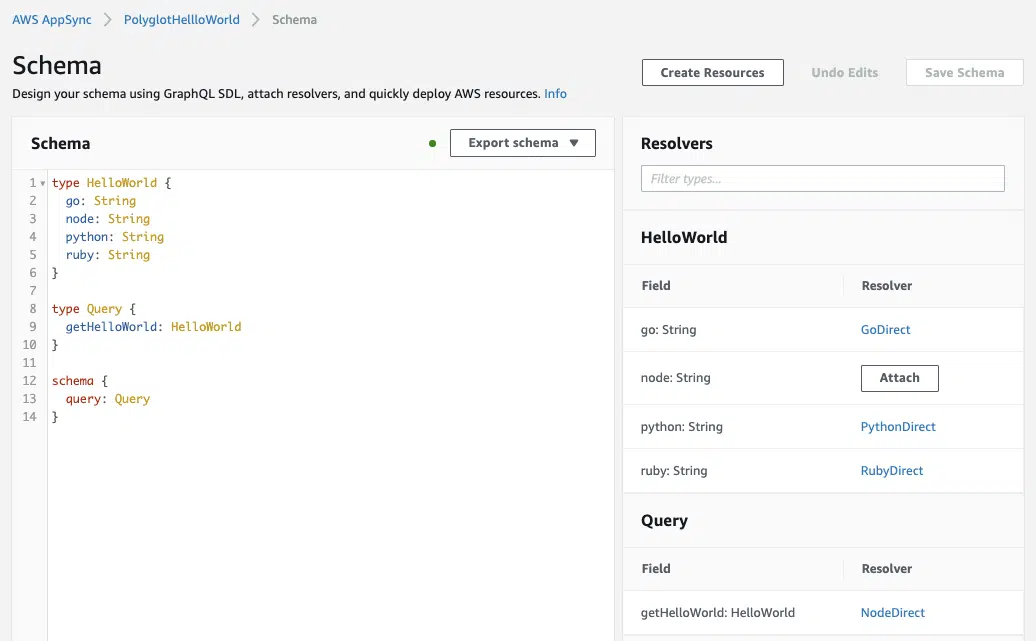 AWS AppSync > PolyglotHellloWorld > Schema
Schema
Design your schema using GraphQL SDL, attach resolvers, and quickly deploy AWS resources. Info
Create Resources Undo Edits Save Schema
Schema Export schema ▼
1 ▾ type HelloWorld {
2 go: String
3 node: String
4 python: String
5 ruby: String
6 }
7
8 type Query {
9 getHelloWorld: HelloWorld
10 }
11
12 schema {
13 query: Query
14 }
Resolvers
Filter types...
HelloWorld
Field Resolver
go: String GoDirect
node: String Attach
python: String PythonDirect
ruby: String RubyDirect
Query
Field Resolver
getHelloWorld: HelloWorld NodeDirect